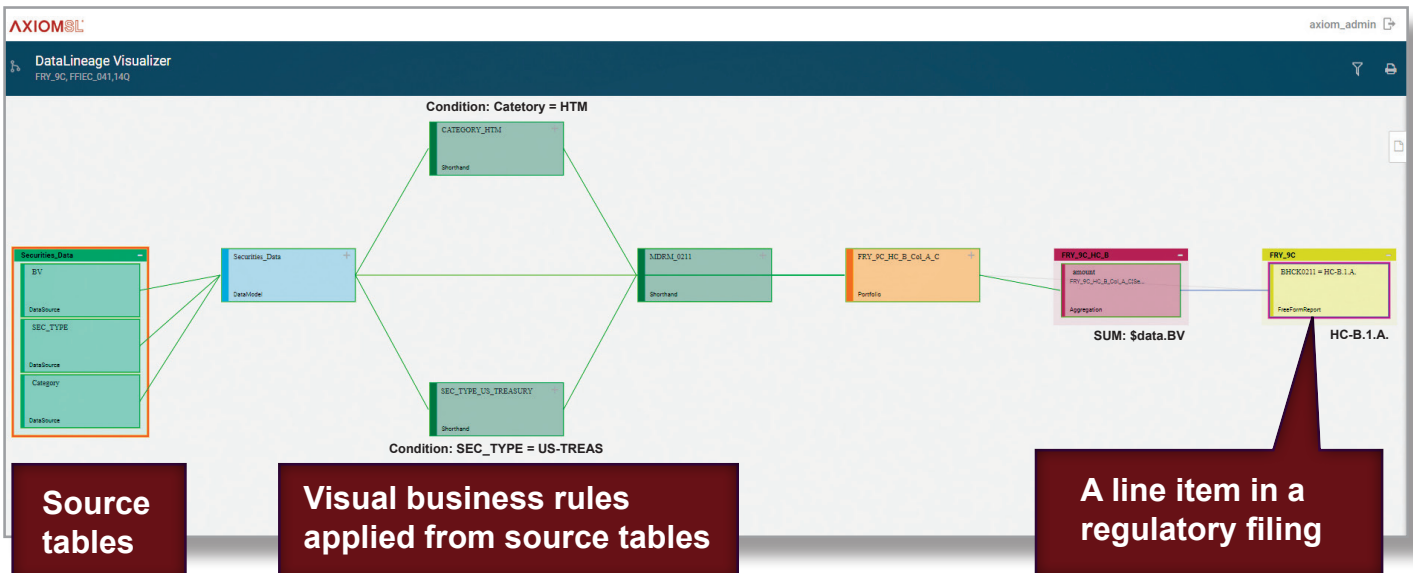 AXIOMSL
axiom_admin
DataLineage Visualizer
FRY_9C, FFIEC_041,14Q
Condition: Catetory = HTM
CATEGORY_HTM
Shorthand
Securities_Data
BV
DataSource
SEC_TYPE
DataSource
Category
DataSource
Securities_Data
DataModel
MDRM_0211
Shorthand
FRY_9C_HC_B_Col_A_C
Portfolio
FRY_9C_HC_B
amount
FRY_9C_HC_B_Col_A_C(Se...
Aggregation
SUM: $data.BV
FRY_9C
BHCK0211 = HC-B.1.A.
FreeFormReport
HC-B.1.A.
SEC_TYPE_US_TREASURY
Shorthand
Condition: SEC_TYPE = US-TREAS
Source
tables
Visual business rules
applied from source tables
A line item in a
regulatory filing